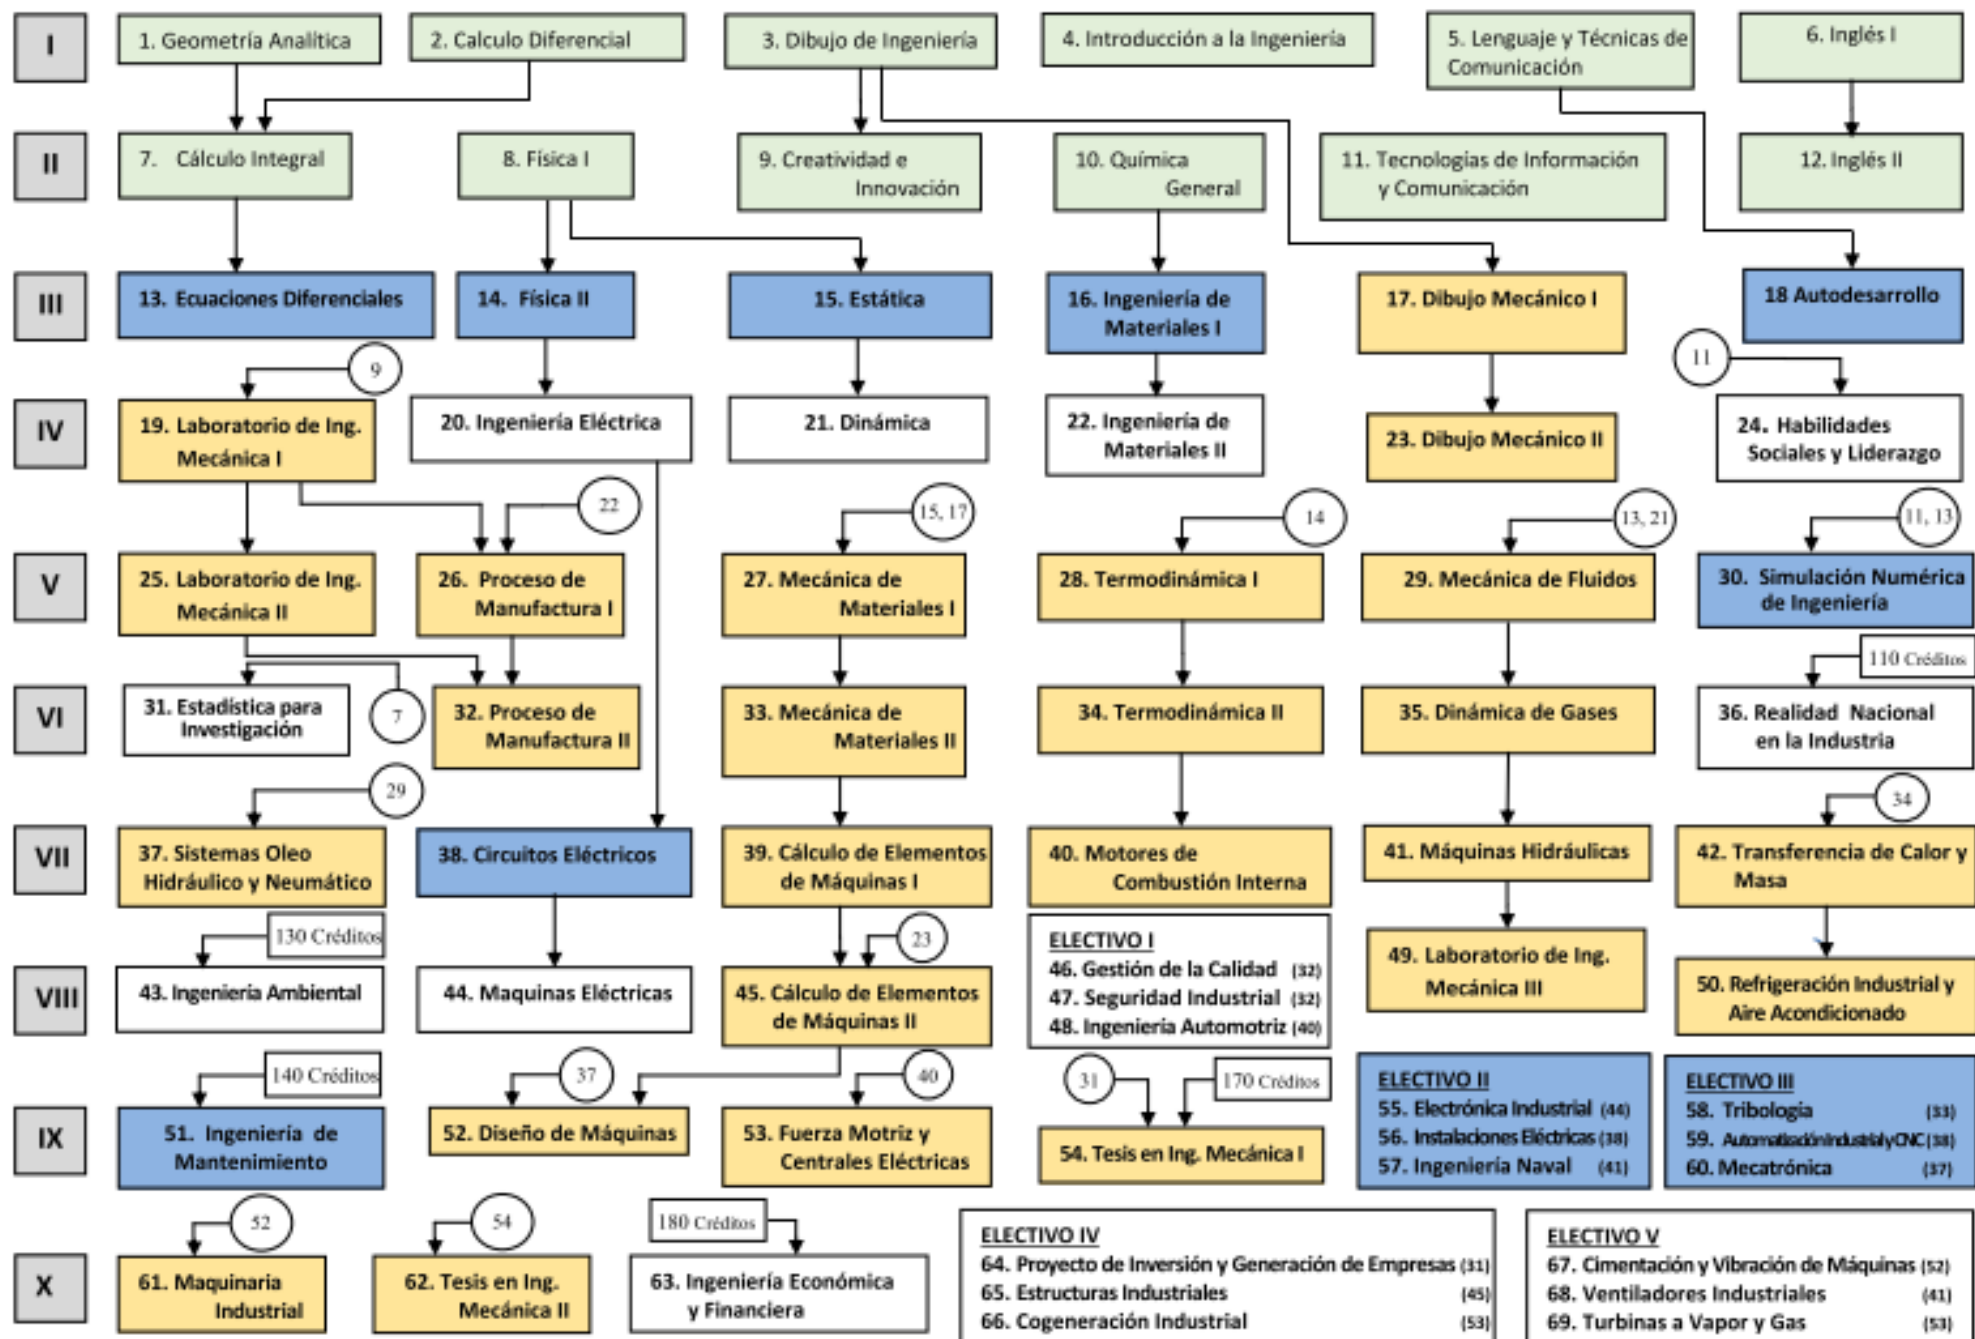 I
1. Geometría Analítica
2. Calculo Diferencial
3. Dibujo de Ingeniería
4. Introducción a la Ingeniería
5. Lenguaje y Técnicas de
Comunicación
6. Inglés I
II
7. Cálculo Integral
8. Física I
9. Creatividad e
Innovación
10. Química
General
11. Tecnologías de Información
y Comunicación
12. Inglés II
III
13. Ecuaciones Diferenciales
14. Física II
15. Estática
16. Ingeniería de
Materiales I
17. Dibujo Mecánico I
18 Autodesarrollo
9
11
IV
19. Laboratorio de Ing.
Mecánica I
20. Ingeniería Eléctrica
21. Dinámica
22. Ingeniería de
Materiales II
23. Dibujo Mecánico II
24. Habilidades
Sociales y Liderazgo
22
15, 17
14
13, 21
11, 13
V
25. Laboratorio de Ing.
Mecánica II
26. Proceso de
Manufactura I
27. Mecánica de
Materiales I
28. Termodinámica I
29. Mecánica de Fluidos
30. Simulación Numérica
de Ingeniería
110 Créditos
VI
31. Estadística para
Investigación
7
32. Proceso de
Manufactura II
33. Mecánica de
Materiales II
34. Termodinámica II
35. Dinámica de Gases
36. Realidad Nacional
en la Industria
29
34
VII
37. Sistemas Oleo
Hidráulico y Neumático
38. Circuitos Eléctricos
39. Cálculo de Elementos
de Máquinas I
40. Motores de
Combustión Interna
41. Máquinas Hidráulicas
42. Transferencia de Calor y
Masa
130 Créditos
23
VIII
43. Ingeniería Ambiental
44. Maquinas Eléctricas
45. Cálculo de Elementos
de Máquinas II
ELECTIVO I
46. Gestión de la Calidad (32)
47. Seguridad Industrial (32)
48. Ingeniería Automotriz (40)
49. Laboratorio de Ing.
Mecánica III
50. Refrigeración Industrial y
Aire Acondicionado
140 Créditos
37
40
31
170 Créditos
IX
51. Ingeniería de
Mantenimiento
52. Diseño de Máquinas
53. Fuerza Motriz y
Centrales Eléctricas
54. Tesis en Ing. Mecánica I
ELECTIVO II
55. Electrónica Industrial (44)
56. Instalaciones Eléctricas (38)
57. Ingeniería Naval (41)
ELECTIVO III
58. Tribología (33)
59. Automatización Industrial y CNC (38)
60. Mecatrónica (37)
52
54
180 Créditos
X
61. Maquinaria
Industrial
62. Tesis en Ing.
Mecánica II
63. Ingeniería Económica
y Financiera
ELECTIVO IV
64. Proyecto de Inversión y Generación de Empresas (31)
65. Estructuras Industriales (45)
66. Cogeneración Industrial (53)
ELECTIVO V
67. Cimentación y Vibración de Máquinas (52)
68. Ventiladores Industriales (41)
69. Turbinas a Vapor y Gas (53)